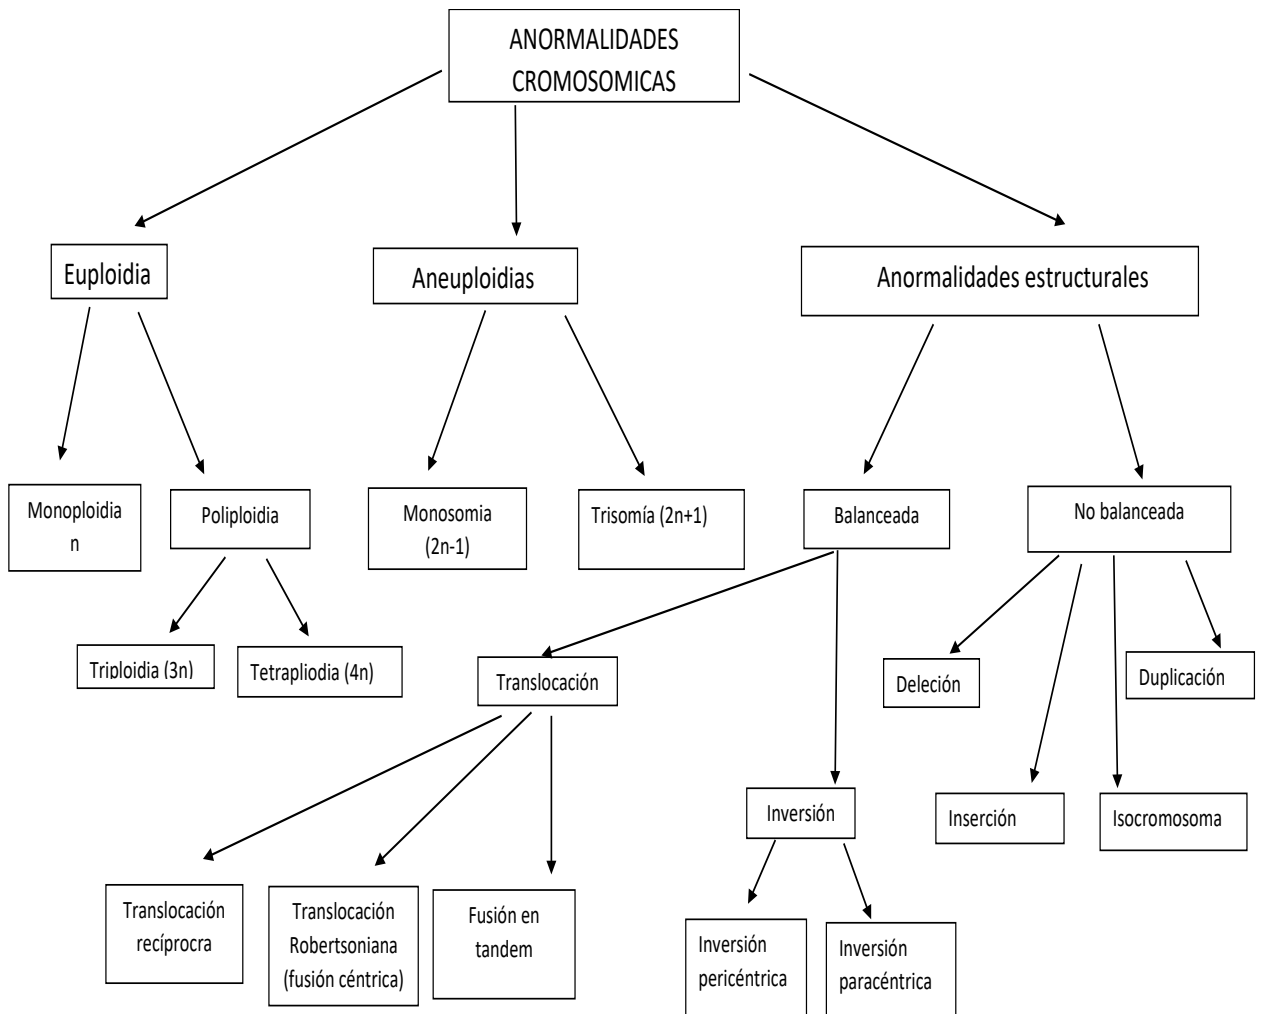 ANORMALIDADES
CROMOSOMICAS
Euploidia
Aneuploidias
Anormalidades estructurales
Monoploidia
n
Poliploidia
Monosomia
(2n-1)
Trisomía (2n+1)
Balanceada
No balanceada
Triploidia (3n)
Tetrapliodia (4n)
Translocación
Deleción
Duplicación
Inversión
Inserción
Isocromosoma
Translocación
recíprocra
Translocación
Robertsoniana
(fusión céntrica)
Fusión en
tandem
Inversión
pericéntrica
Inversión
paracéntrica